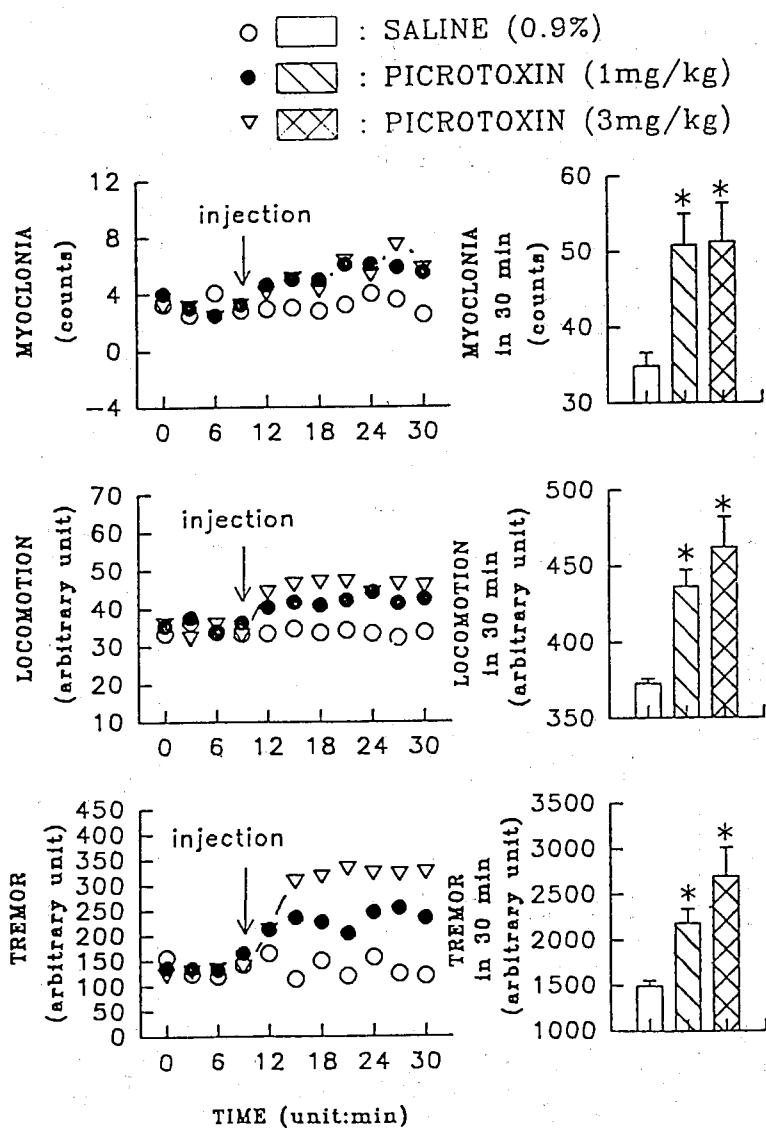 : SALINE (0.9%)
: PICROTOXIN (1mg/kg)
: PICROTOXIN (3mg/kg)
MYOCLONIA
(counts)
12
8
4
0
−4
injection
0 6 12 18 24 30
MYOCLONIA
in 30 min
(counts)
60
50
35
30
* *
LOCOMOTION
(arbitrary unit)
70
60
50
40
30
20
10
injection
0 6 12 18 24 30
LOCOMOTION
in 30 min
(arbitrary unit)
500
450
400
350
* *
TREMOR
(arbitrary unit)
450
400
350
300
250
200
150
100
50
0
injection
0 6 12 18 24 30
TREMOR
in 30 min
(arbitrary unit)
3500
3000
2500
2000
1500
1000
* *
TIME (unit:min)